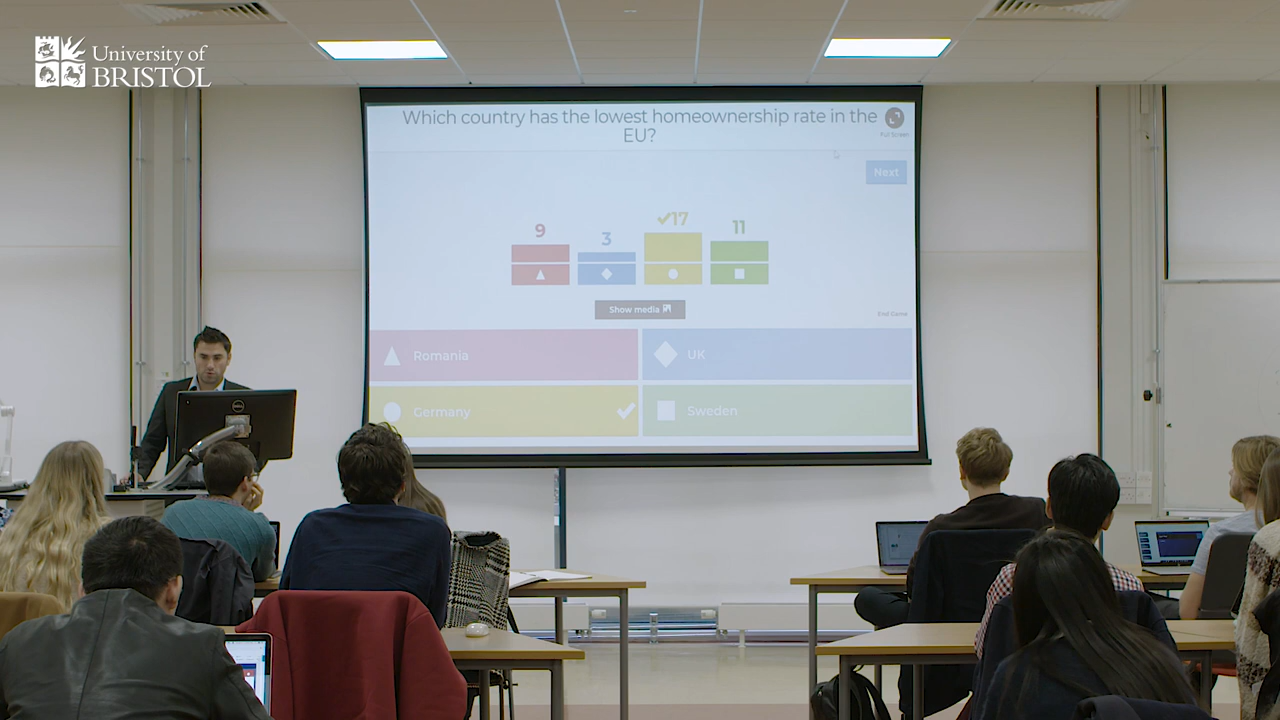 University of
BRISTOL
Which country has the lowest homeownership rate in the
EU?
Full Screen
Next
9
3
17
11
Show media
End Game
Romania
UK
Germany
Sweden
DELL